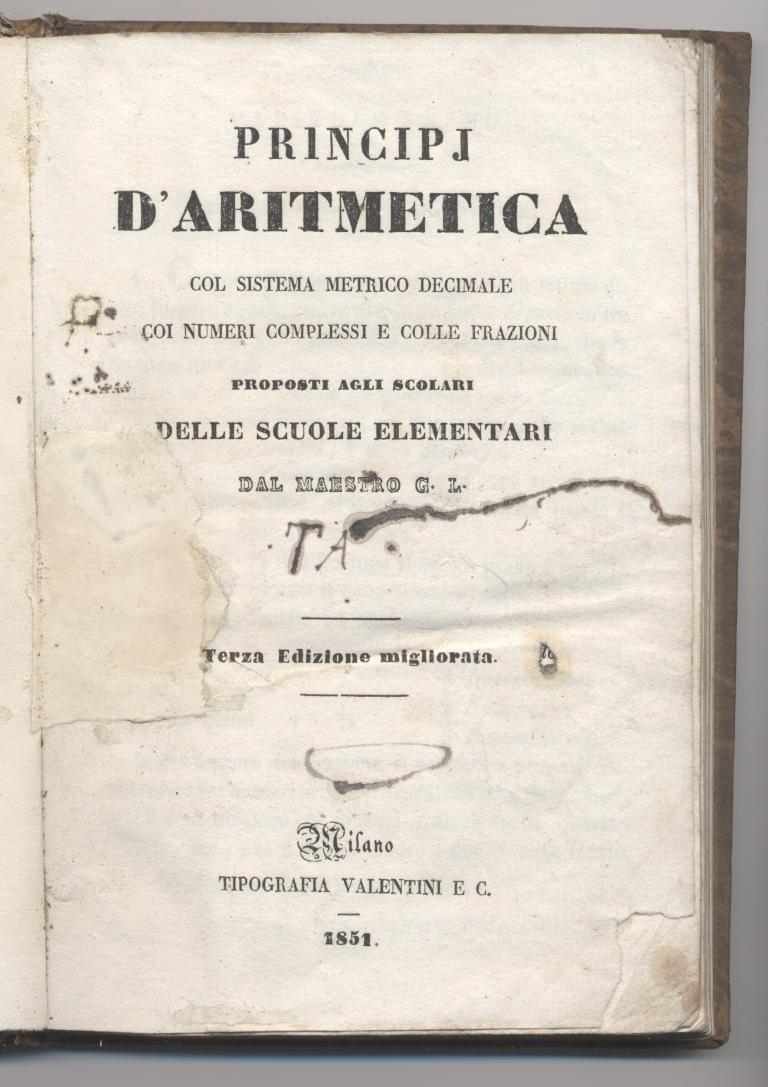 PRINCIPJ
D'ARITMETICA
COL SISTEMA METRICO DECIMALE
COI NUMERI COMPLESSI E COLLE FRAZIONI
PROPOSTI AGLI SCOLARI
DELLE SCUOLE ELEMENTARI
DAL MAESTRO G. L.
TA
Terza Edizione migliorata.
Milano
TIPOGRAFIA VALENTINI E C.
1851.